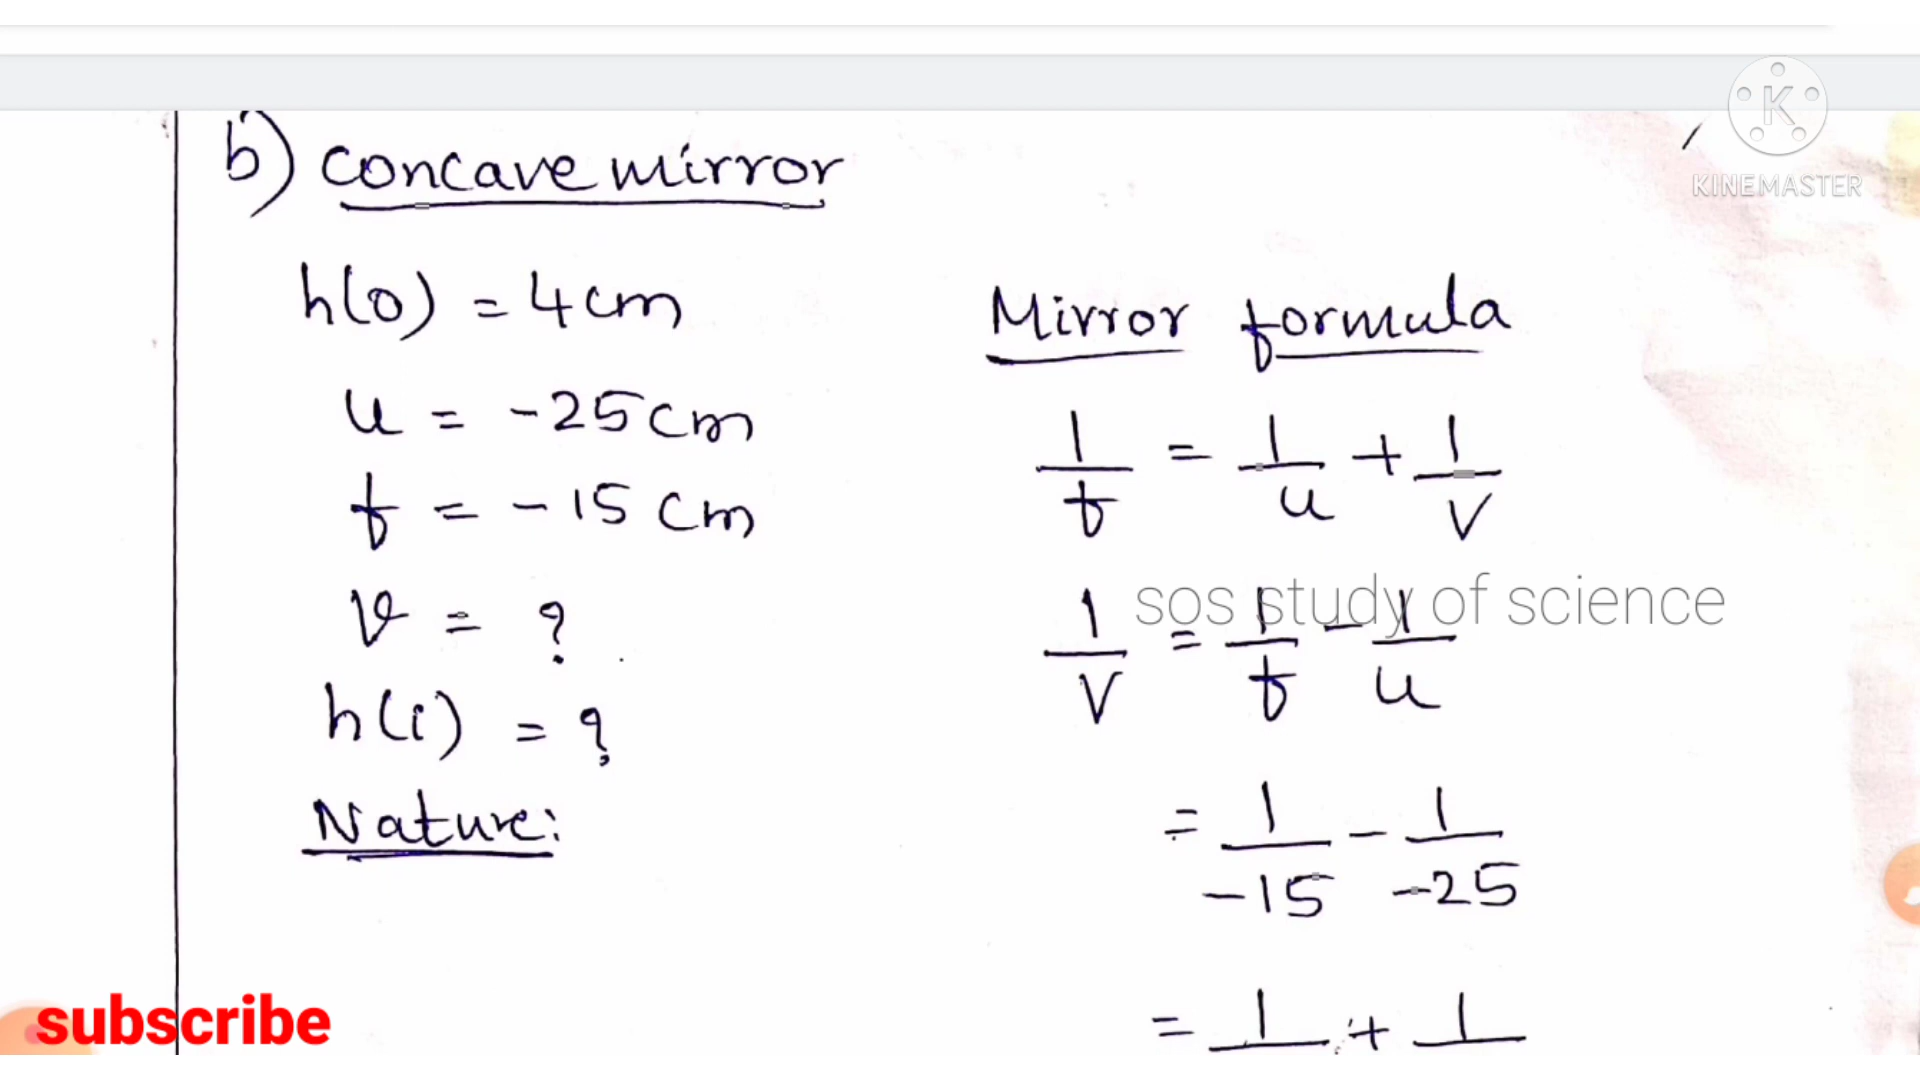 K
KINEMASTER
b) concave mirror
h(o) = 4cm
u = -25cm
f = -15 cm
v = ?
h(i) = ?
Nature:
Mirror formula
1/f = 1/u + 1/v
1/v = 1/f - 1/u
sos study of science
= 1/-15 - 1/-25
= 1 + 1
subscribe